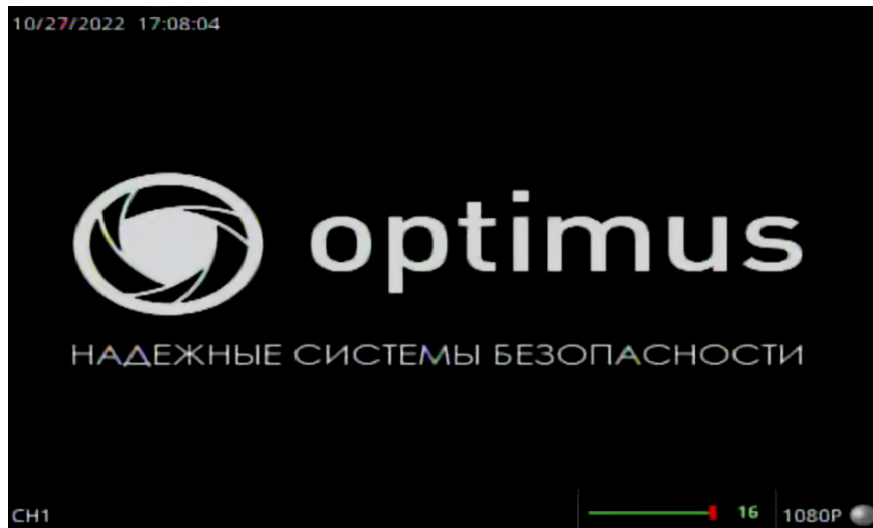 10/27/2022 17:08:04
optimus
НАДЕЖНЫЕ СИСТЕМЫ БЕЗОПАСНОСТИ
CH1
16
1080P